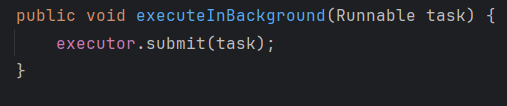 public void executeInBackground(Runnable task) {
    executor.submit(task);
}